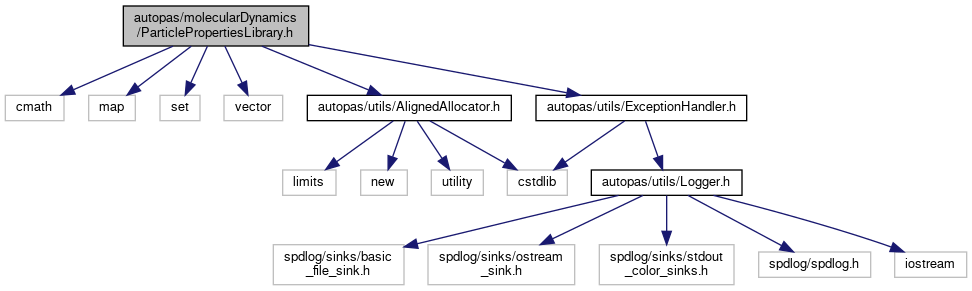 autopas/molecularDynamics
/ParticlePropertiesLibrary.h
cmath
map
set
vector
autopas/utils/AlignedAllocator.h
autopas/utils/ExceptionHandler.h
limits
new
utility
cstdlib
autopas/utils/Logger.h
spdlog/sinks/basic
_file_sink.h
spdlog/sinks/ostream
_sink.h
spdlog/sinks/stdout
_color_sinks.h
spdlog/spdlog.h
iostream